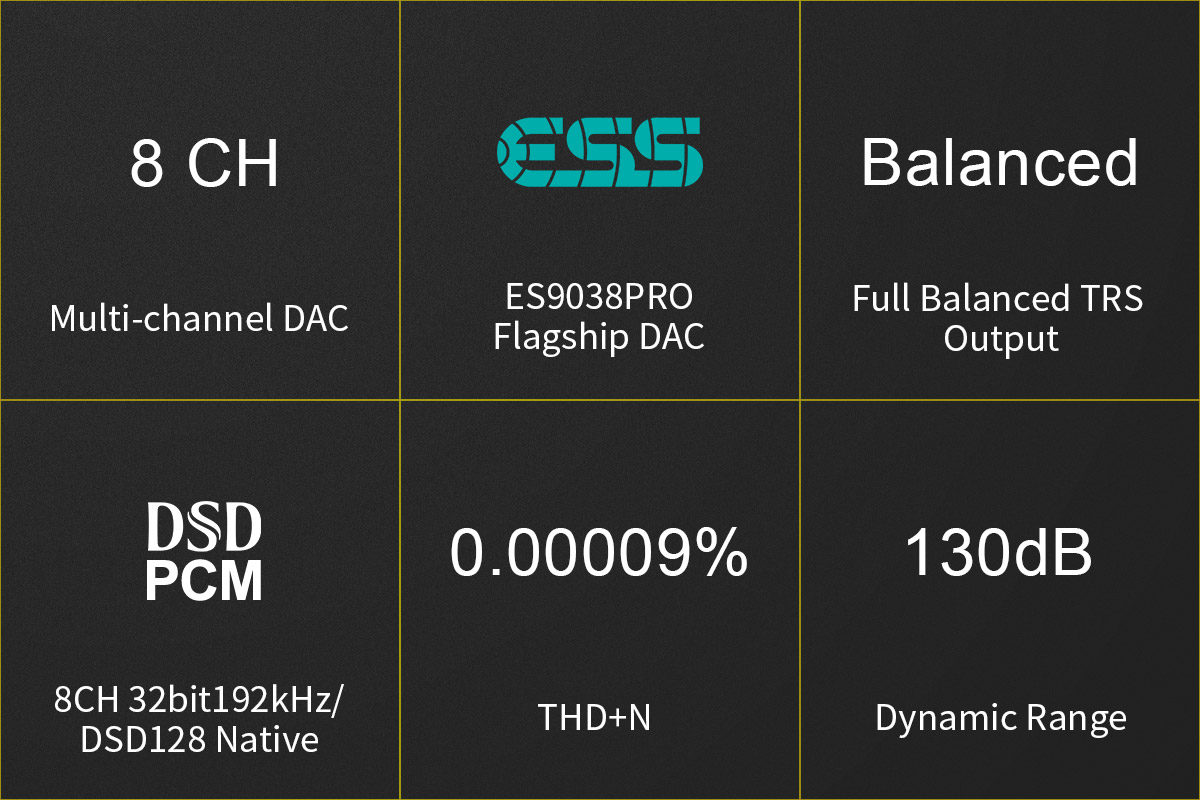 8 CH
Multi-channel DAC
ESS
ES9038PRO
Flagship DAC
Balanced
Full Balanced TRS
Output
DSD
PCM
8CH 32bit192kHz/
DSD128 Native
0.00009%
THD+N
130dB
Dynamic Range